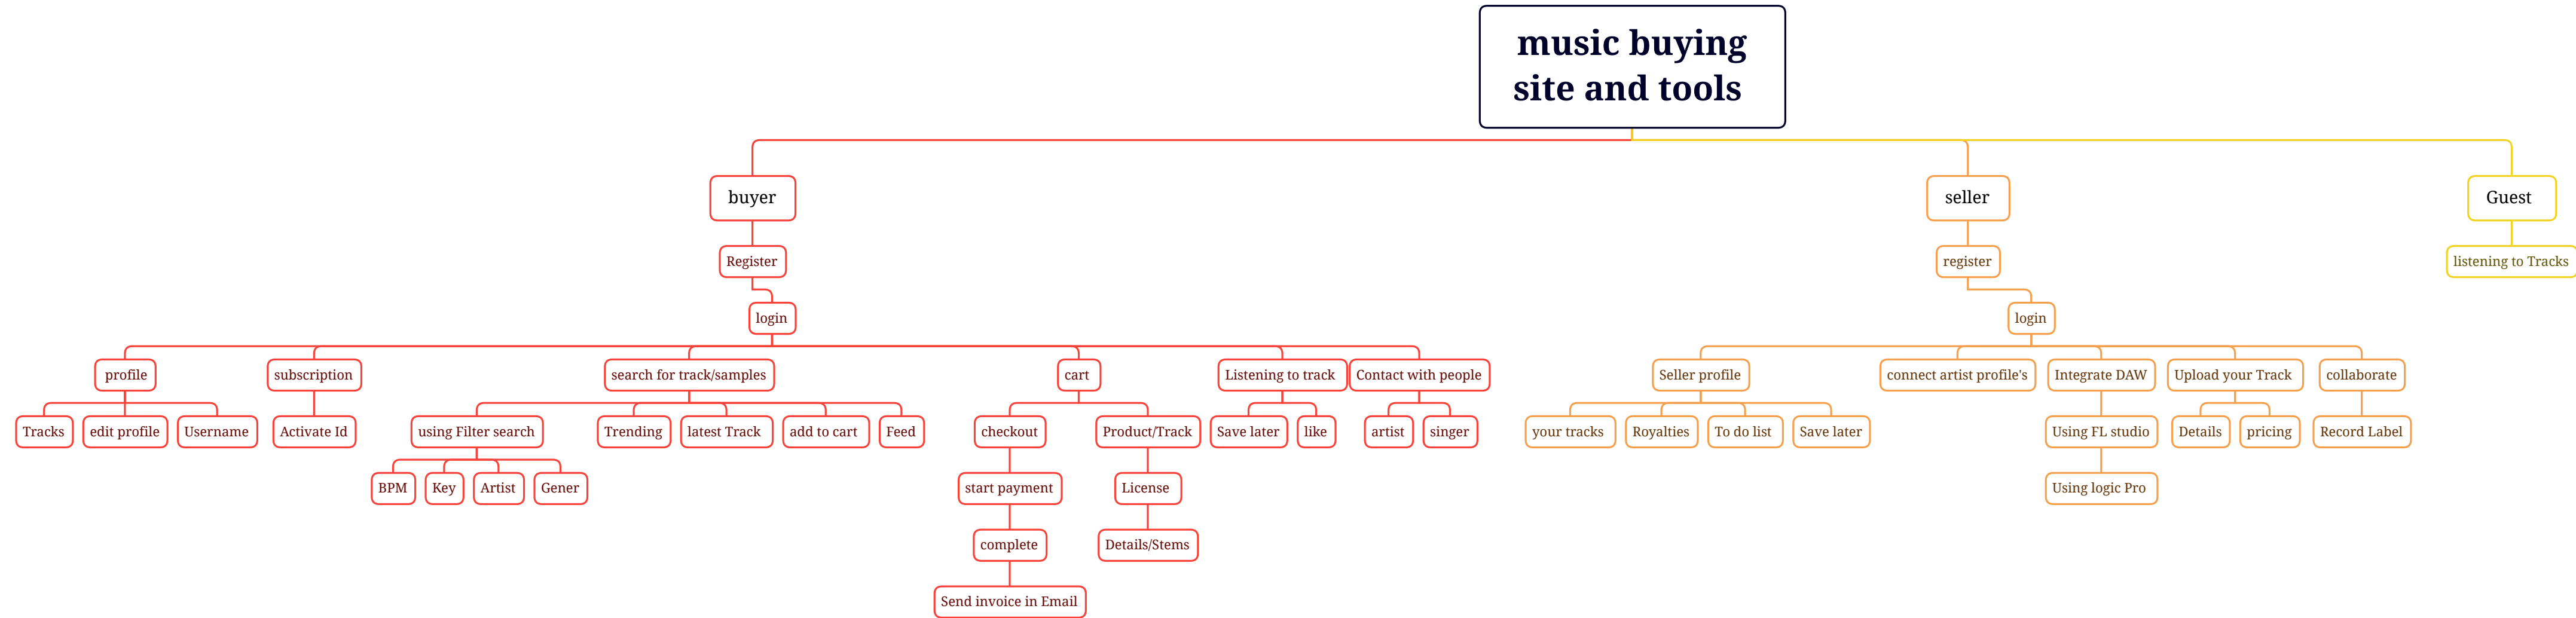 music buying
site and tools
buyer
seller
Guest
Register
register
listening to Tracks
login
login
profile
subscription
search for track/samples
cart
Listening to track
Contact with people
Seller profile
connect artist profile's
Integrate DAW
Upload your Track
collaborate
Tracks
edit profile
Username
Activate Id
using Filter search
Trending
latest Track
add to cart
Feed
checkout
Product/Track
Save later
like
artist
singer
your tracks
Royalties
To do list
Save later
Using FL studio
Details
pricing
Record Label
BPM
Key
Artist
Gener
start payment
License
Using logic Pro
complete
Details/Stems
Send invoice in Email